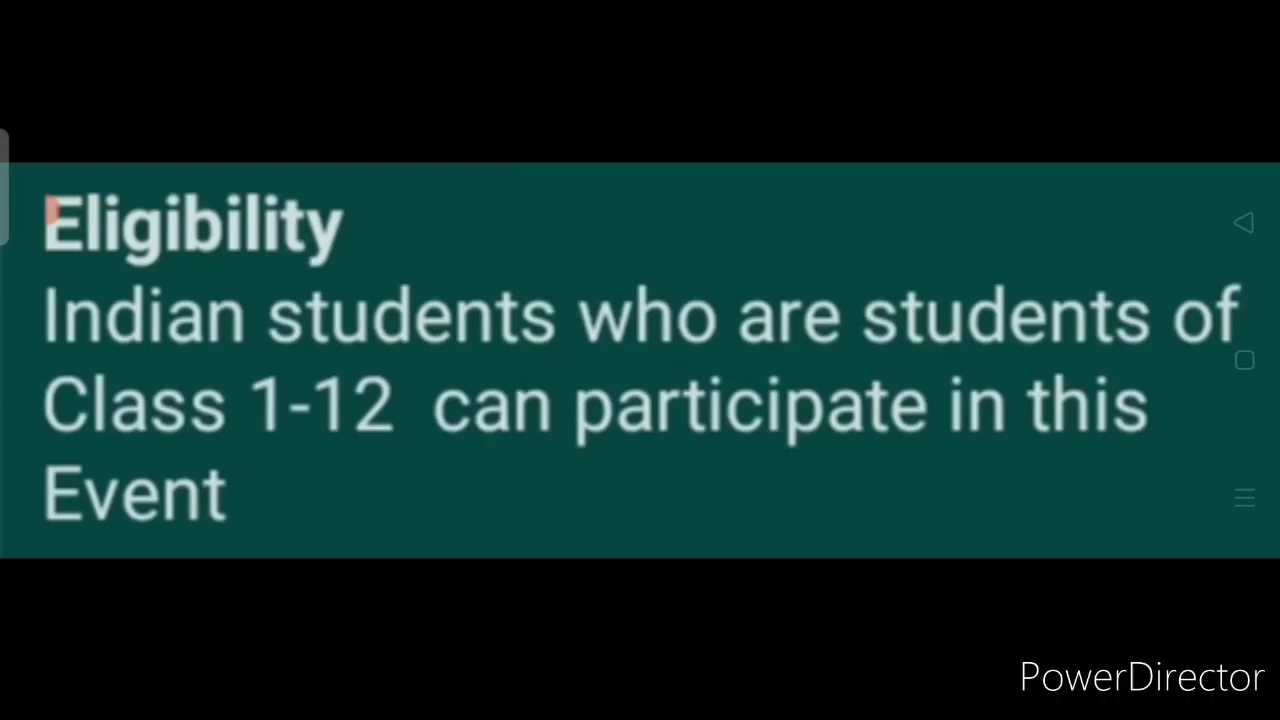 Eligibility
Indian students who are students of
Class 1-12  can participate in this
Event
PowerDirector